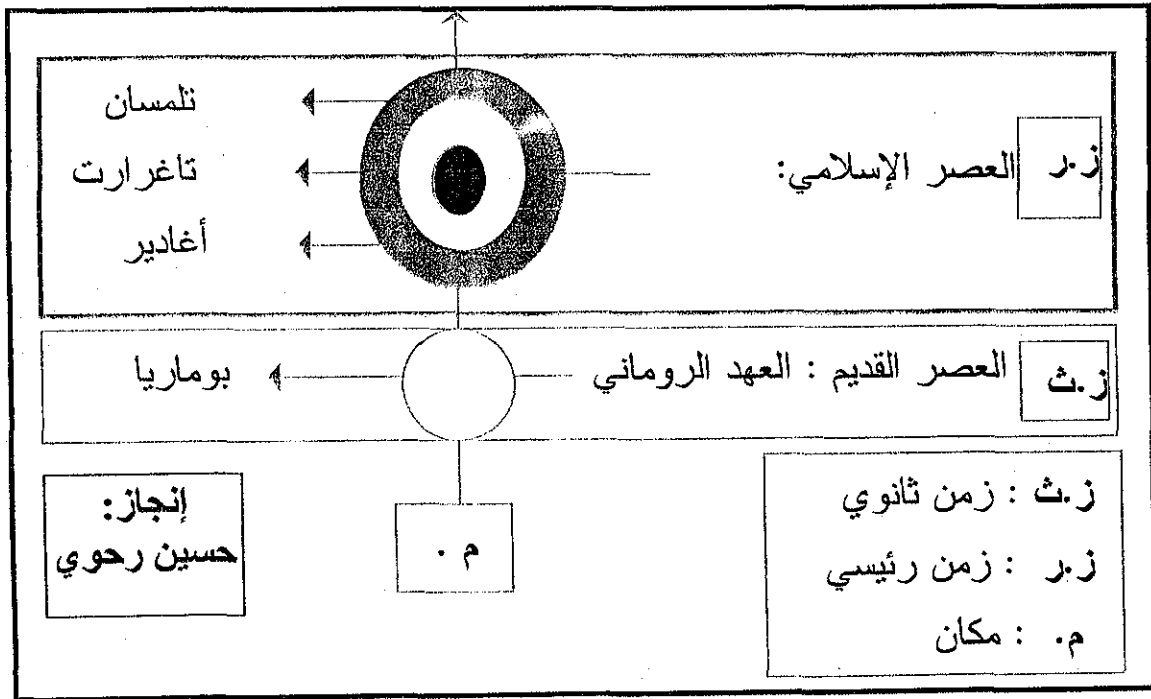 ز.ر
العصر الإسلامي:
تلمسان
تاغرارت
أغادير
ز.ث
العصر القديم : العهد الروماني
بوماريا
ز.ث : زمن ثانوي
ز.ر : زمن رئيسي
م. : مكان
م .
إنجاز:
حسين رحوي